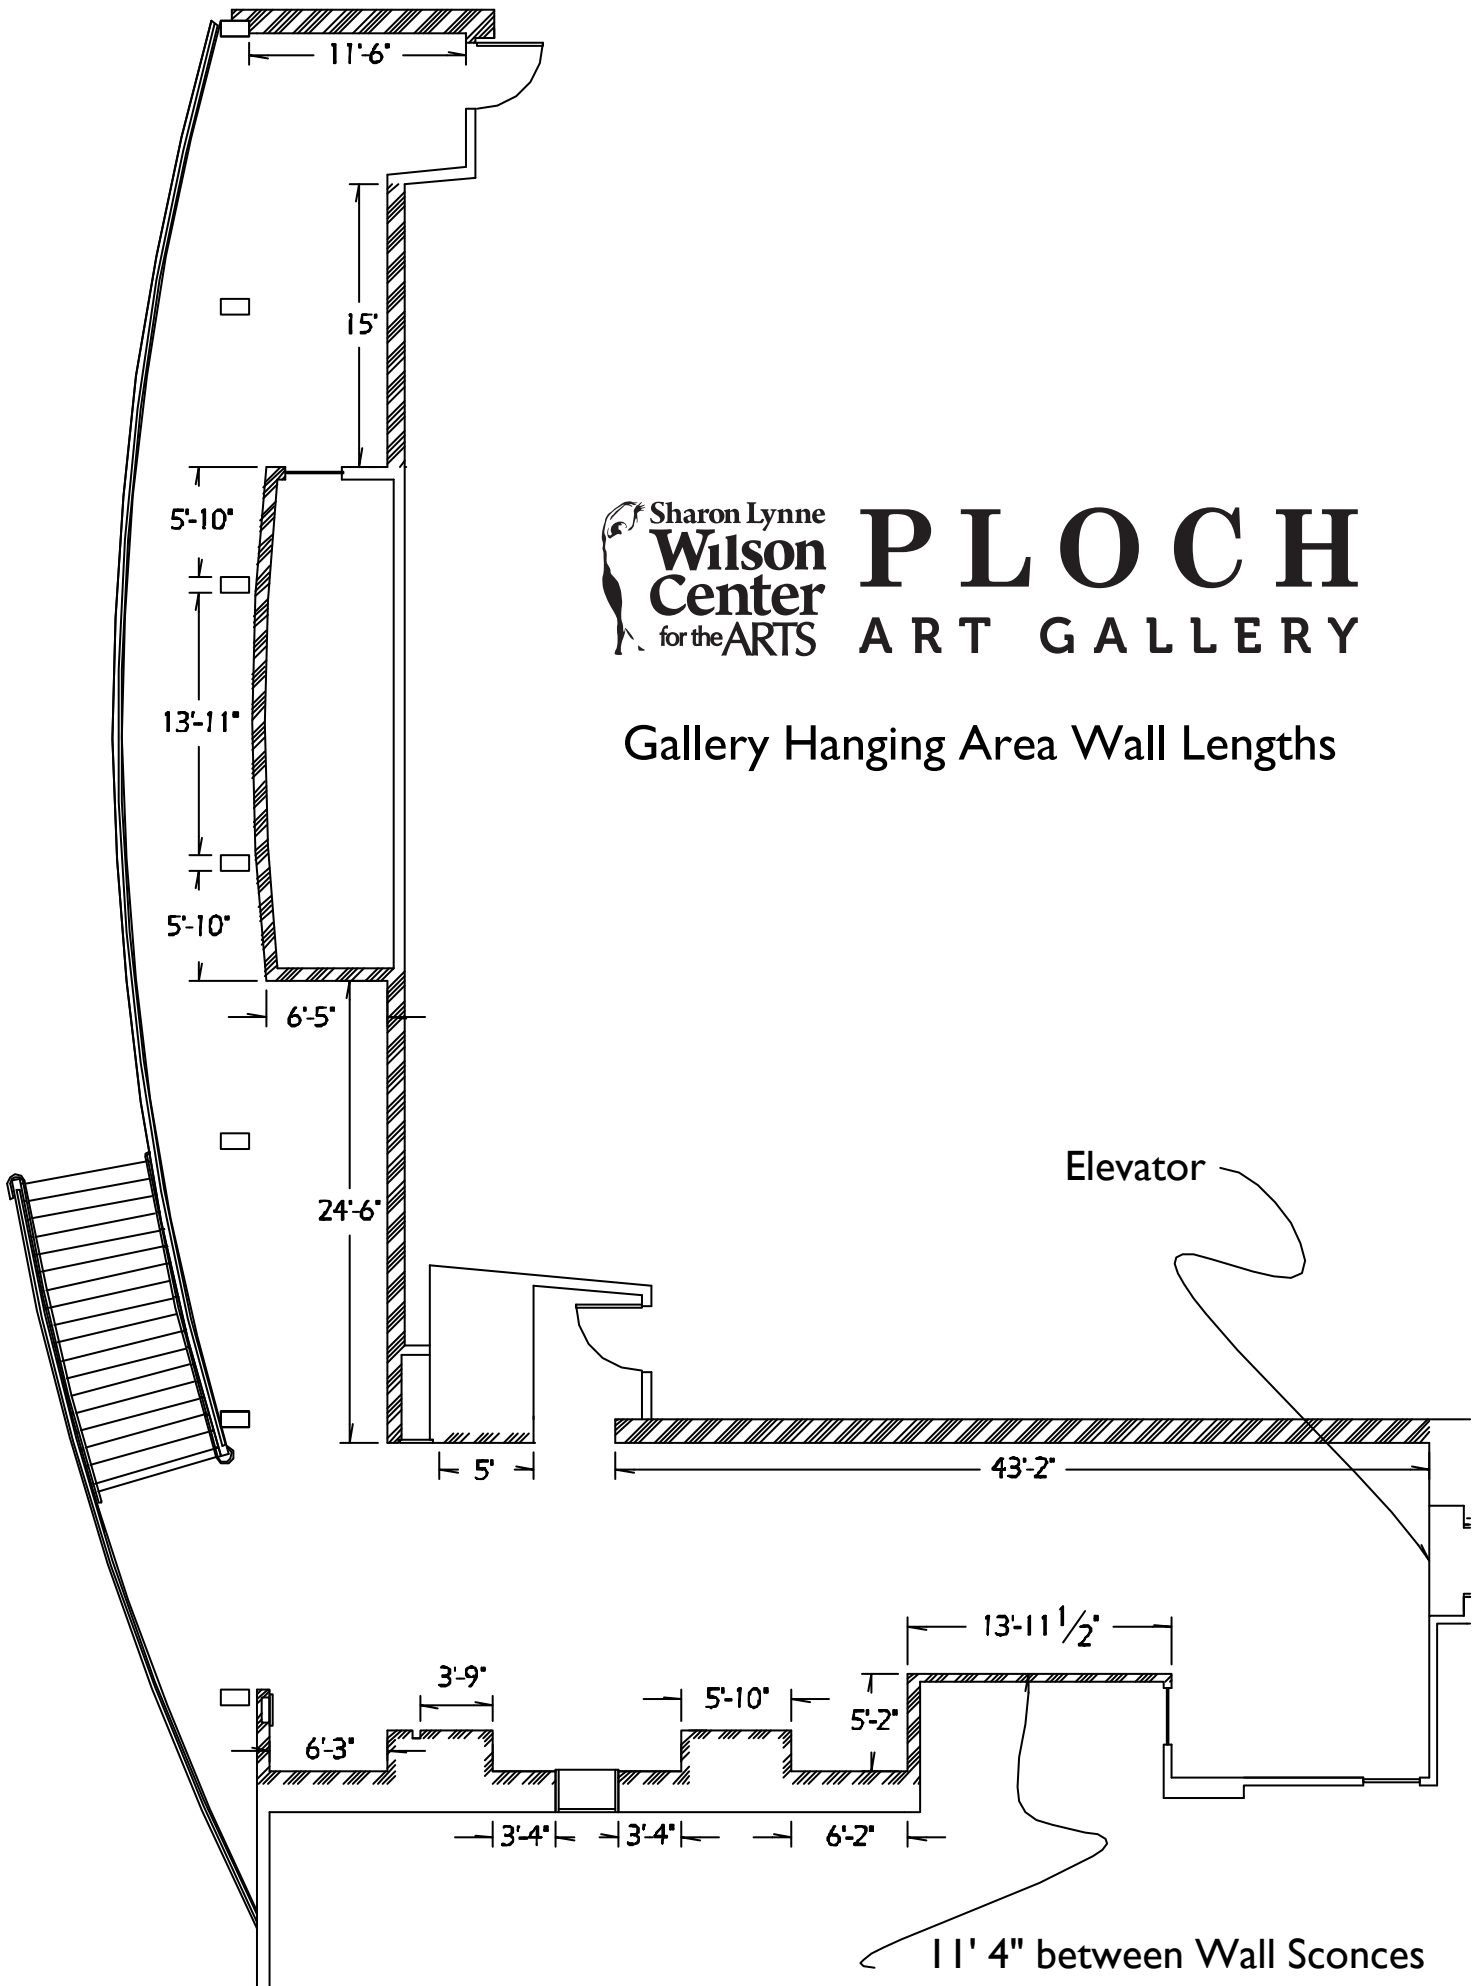 11'-6"
15'
5'-10"
Sharon Lynne
Wilson
Center
for the ARTS
PLOCH
ART GALLERY
13'-11"
Gallery Hanging Area Wall Lengths
5'-10"
6'-5"
Elevator
24'-6"
5'
43'-2"
13'-11 1/2"
3'-9"
5'-10"
5'-2"
6'-3"
3'-4"
3'-4"
6'-2"
11' 4" between Wall Sconces